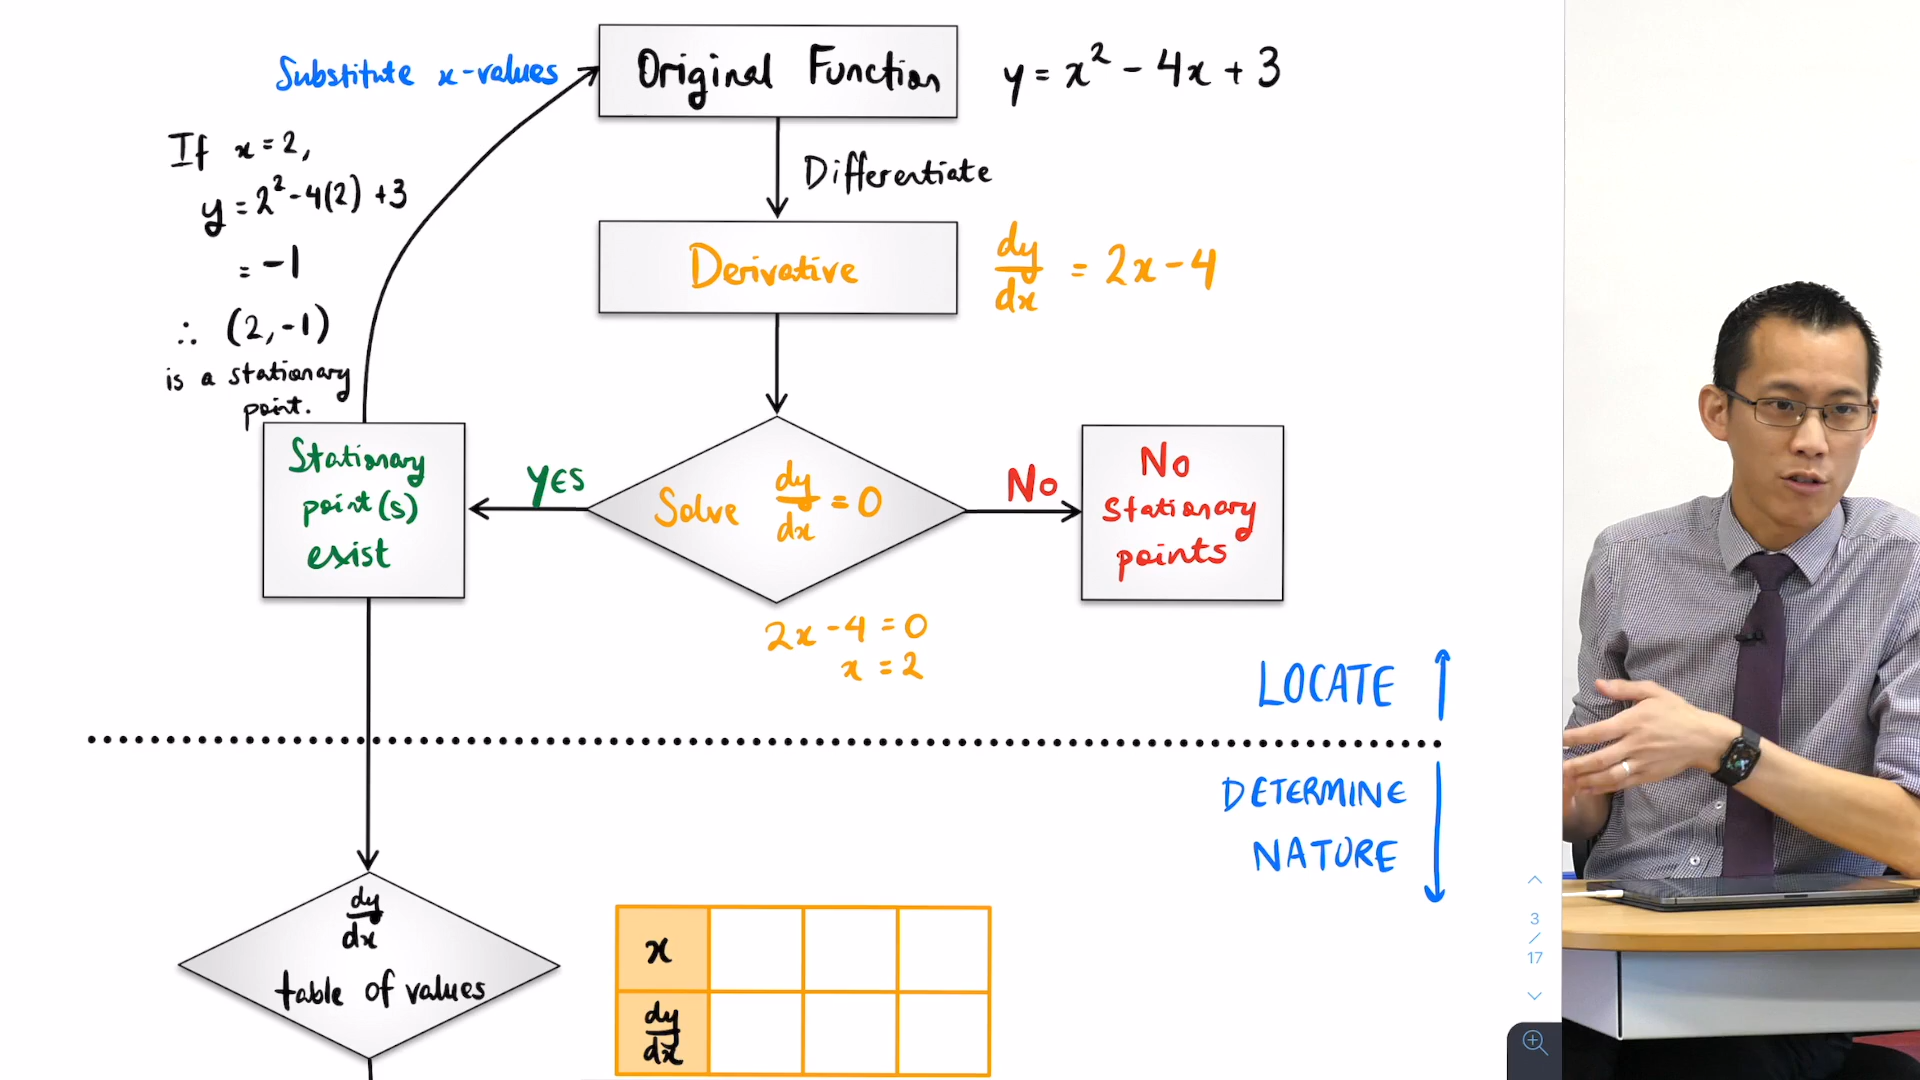 Substitute x-values
Original Function
y = x² - 4x + 3
If x = 2,
y = 2² - 4(2) + 3
= -1
∴ (2, -1)
is a stationary
point.
Differentiate
Derivative
dy/dx = 2x - 4
Stationary
point(s)
exist
YES
Solve dy/dx = 0
NO
No
stationary
points
2x - 4 = 0
x = 2
LOCATE ↑
DETERMINE
NATURE ↓
dy/dx
table of values
x
dy/dx
3
/
17